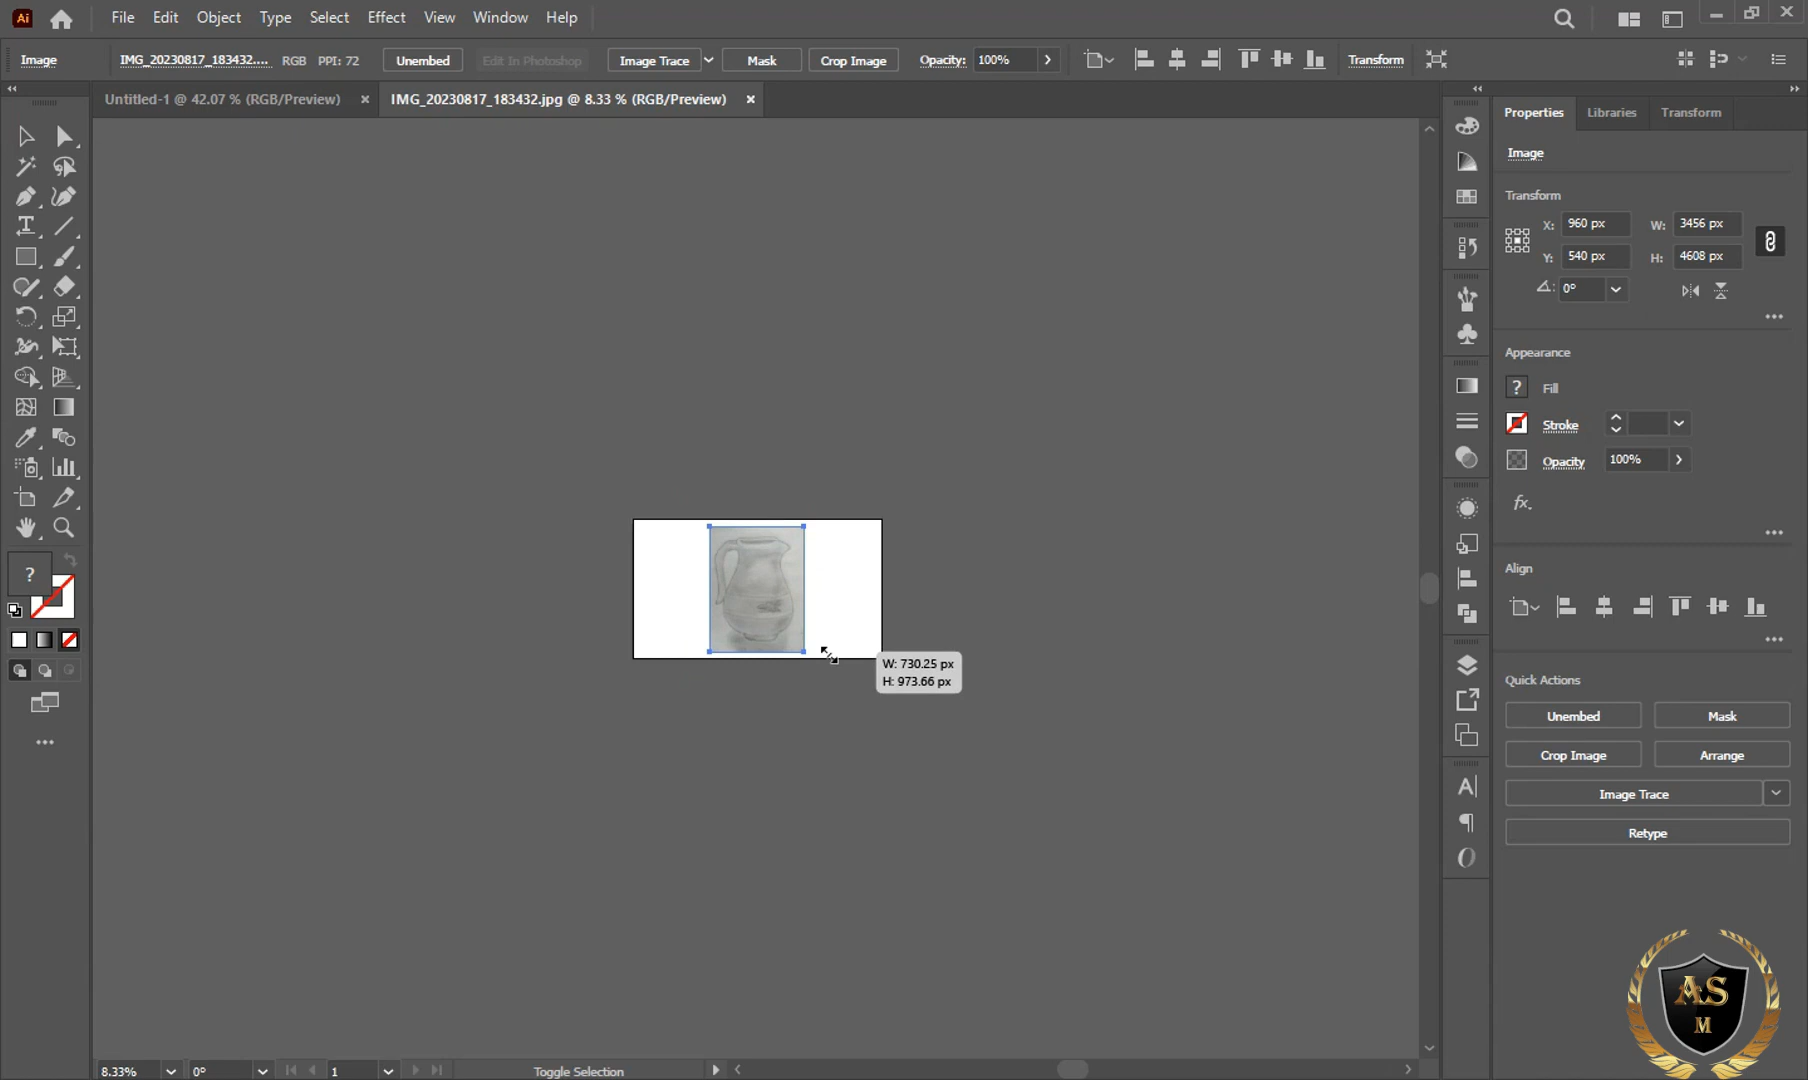 Ai File Edit Object Type Select Effect View Window Help
Image IMG_20230817_183432.... RGB PPI: 72 Unembed Edit In Photoshop Image Trace Mask Crop Image Opacity: 100% Transform
Untitled-1 @ 42.07 % (RGB/Preview) IMG_20230817_183432.jpg @ 8.33 % (RGB/Preview)
Properties Libraries Transform
Image
Transform
X: 960 px W: 3456 px
Y: 540 px H: 4608 px
0°
Appearance
? Fill
Stroke
Opacity 100%
fx.
Align
Quick Actions
Unembed Mask
Crop Image Arrange
Image Trace
Retype
?
W: 730.25 px
H: 973.66 px
AS
M
8.33% 0° 1 Toggle Selection